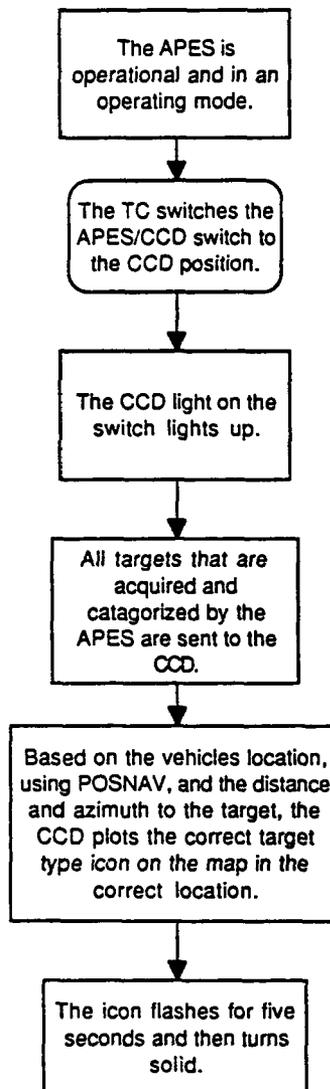 The APES is
operational and in an
operating mode.
The TC switches the
APES/CCD switch to
the CCD position.
The CCD light on the
switch lights up.
All targets that are
acquired and
catagorized by the
APES are sent to the
CCD.
Based on the vehicles location,
using POSNAV, and the distance
and azimuth to the target, the
CCD plots the correct target
type icon on the map in the
correct location.
The icon flashes for five
seconds and then turns
solid.